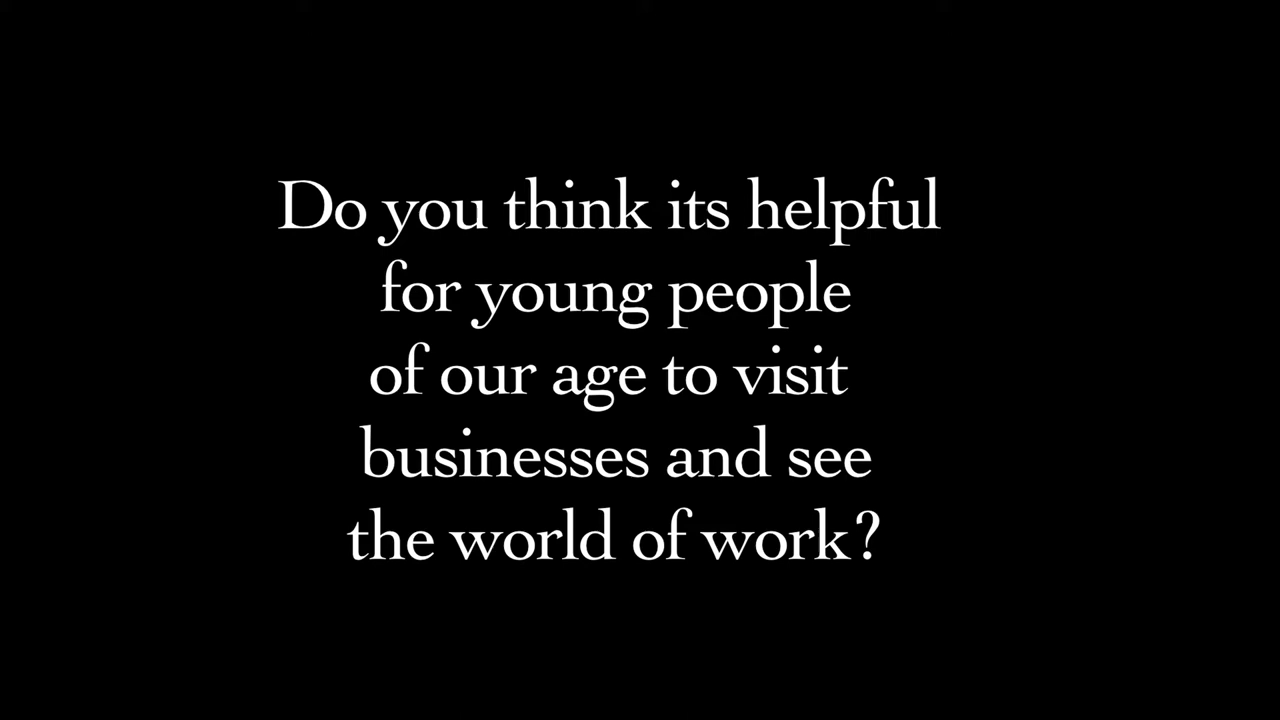 Do you think its helpful
for young people
of our age to visit
businesses and see
the world of work?